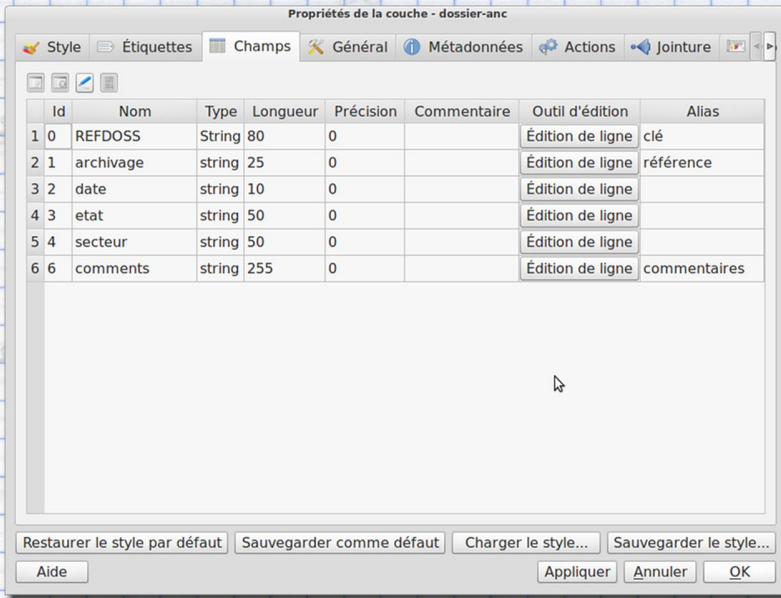 Propriétés de la couche - dossier-anc
Style Étiquettes Champs Général Métadonnées Actions Jointure
Id Nom Type Longueur Précision Commentaire Outil d'édition Alias
1 0 REFDOSS String 80 0 Édition de ligne clé
2 1 archivage string 25 0 Édition de ligne référence
3 2 date string 10 0 Édition de ligne
4 3 etat string 50 0 Édition de ligne
5 4 secteur string 50 0 Édition de ligne
6 6 comments string 255 0 Édition de ligne commentaires
Restaurer le style par défaut Sauvegarder comme défaut Charger le style... Sauvegarder le style...
Aide Appliquer Annuler OK